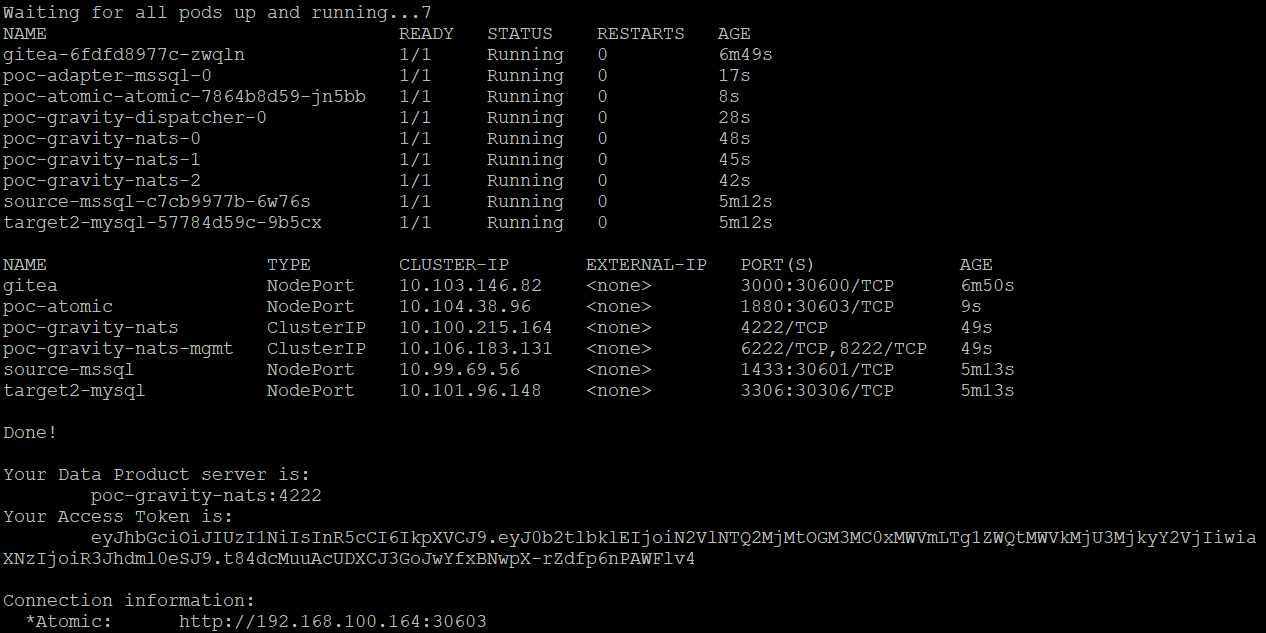 Waiting for all pods up and running...7
NAME READY STATUS RESTARTS AGE
gitea-6fdfd8977c-zwqln 1/1 Running 0 6m49s
poc-adapter-mssql-0 1/1 Running 0 17s
poc-atomic-atomic-7864b8d59-jn5bb 1/1 Running 0 8s
poc-gravity-dispatcher-0 1/1 Running 0 28s
poc-gravity-nats-0 1/1 Running 0 48s
poc-gravity-nats-1 1/1 Running 0 45s
poc-gravity-nats-2 1/1 Running 0 42s
source-mssql-c7cb9977b-6w76s 1/1 Running 0 5m12s
target2-mysql-57784d59c-9b5cx 1/1 Running 0 5m12s
NAME TYPE CLUSTER-IP EXTERNAL-IP PORT(S) AGE
gitea NodePort 10.103.146.82 <none> 3000:30600/TCP 6m50s
poc-atomic NodePort 10.104.38.96 <none> 1880:30603/TCP 9s
poc-gravity-nats ClusterIP 10.100.215.164 <none> 4222/TCP 49s
poc-gravity-nats-mgmt ClusterIP 10.106.183.131 <none> 6222/TCP,8222/TCP 49s
source-mssql NodePort 10.99.69.56 <none> 1433:30601/TCP 5m13s
target2-mysql NodePort 10.101.96.148 <none> 3306:30306/TCP 5m13s
Done!
Your Data Product server is:
poc-gravity-nats:4222
Your Access Token is:
eyJhbGciOiJIUzI1NiIsInR5cCI6IkpXVCJ9.eyJ0b2tlbklEIjoiN2VlNTQ2MjMtOGM3MC0xMWVmLTg1ZWQtMWVkMjU3MjkyY2VjIiwia
XNzIjoiR3Jhdml0eSJ9.t84dcMuuAcUDXCJ3GoJwYfxBNwpX-rZdfp6nPAWFlv4
Connection information:
*Atomic: http://192.168.100.164:30603